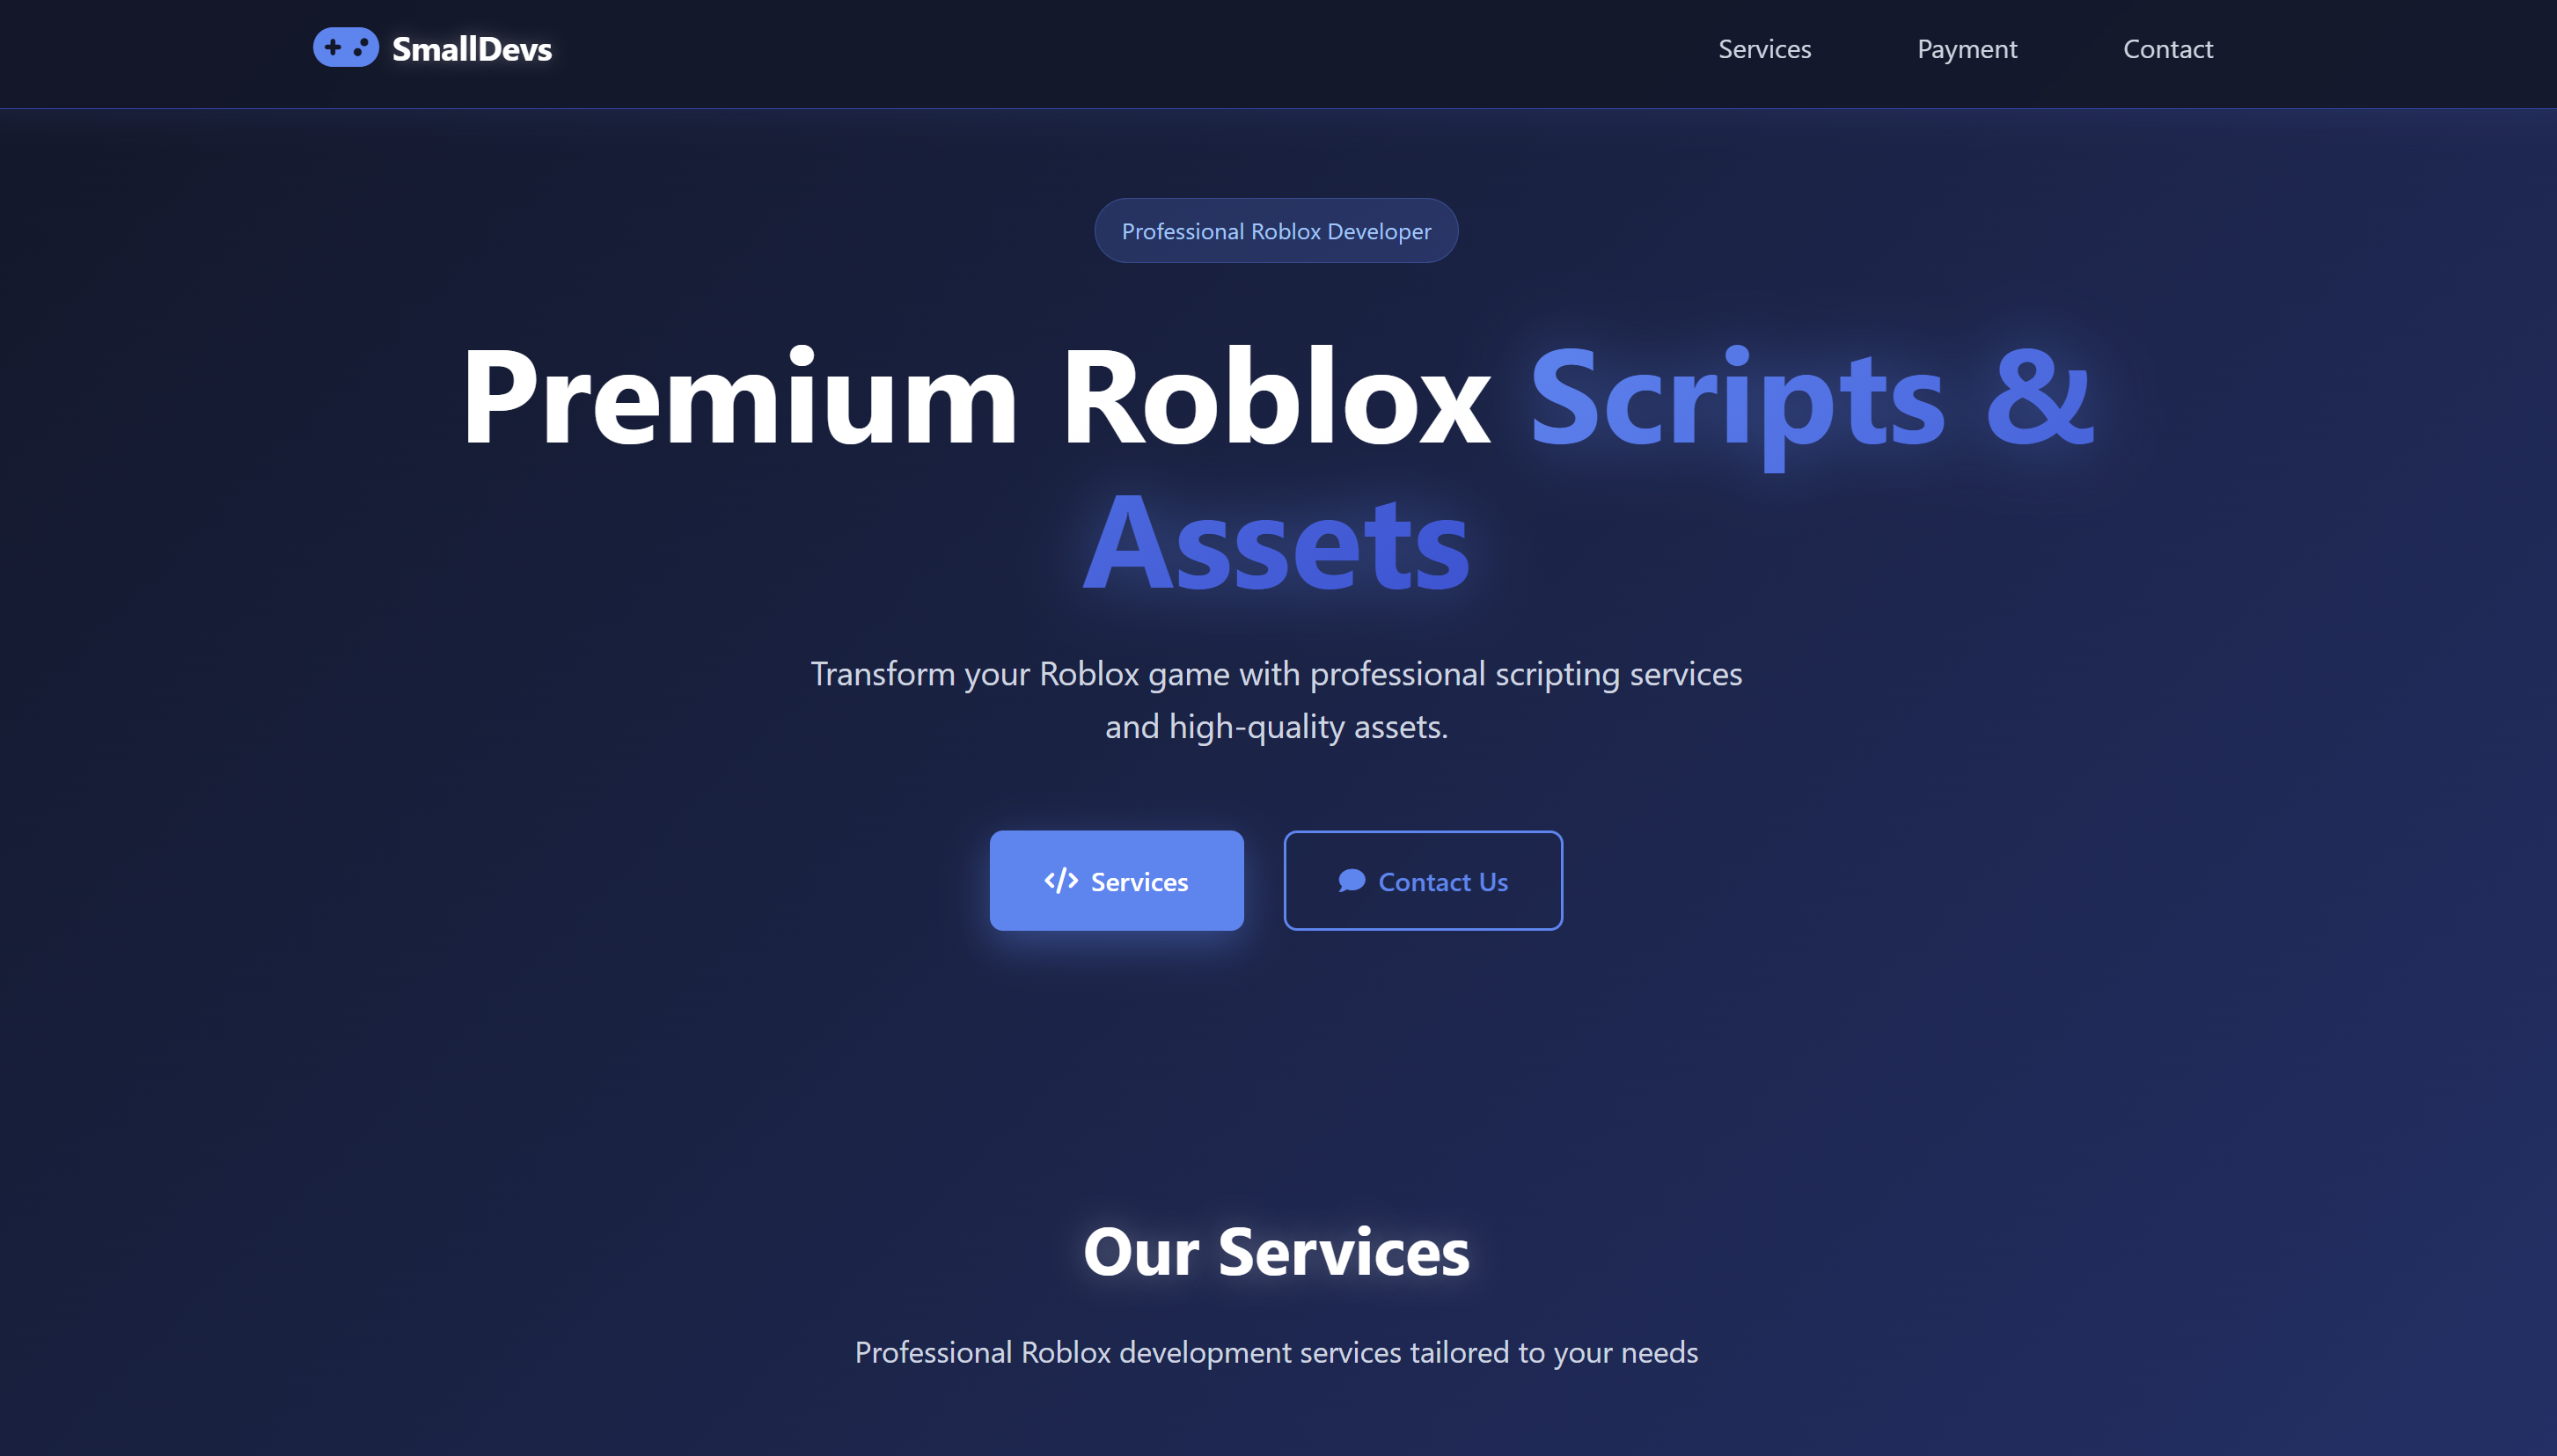 SmallDevs
Services
Payment
Contact
Professional Roblox Developer
Premium Roblox Scripts &
Assets
Transform your Roblox game with professional scripting services
and high-quality assets.
Services
Contact Us
Our Services
Professional Roblox development services tailored to your needs